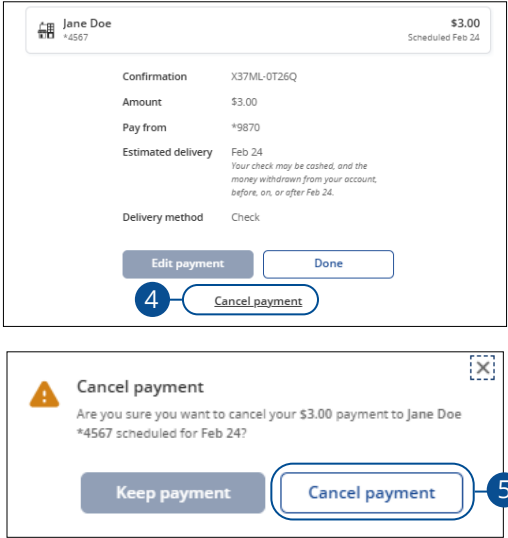 Jane Doe $3.00
*4567 Scheduled Feb 24
Confirmation X37ML-0T26Q
Amount $3.00
Pay from *9870
Estimated delivery Feb 24
Your check may be cashed, and the
money withdrawn from your account,
before, on, or after Feb 24.
Delivery method Check
Edit payment Done
4 Cancel payment
Cancel payment
Are you sure you want to cancel your $3.00 payment to Jane Doe
*4567 scheduled for Feb 24?
Keep payment Cancel payment 5